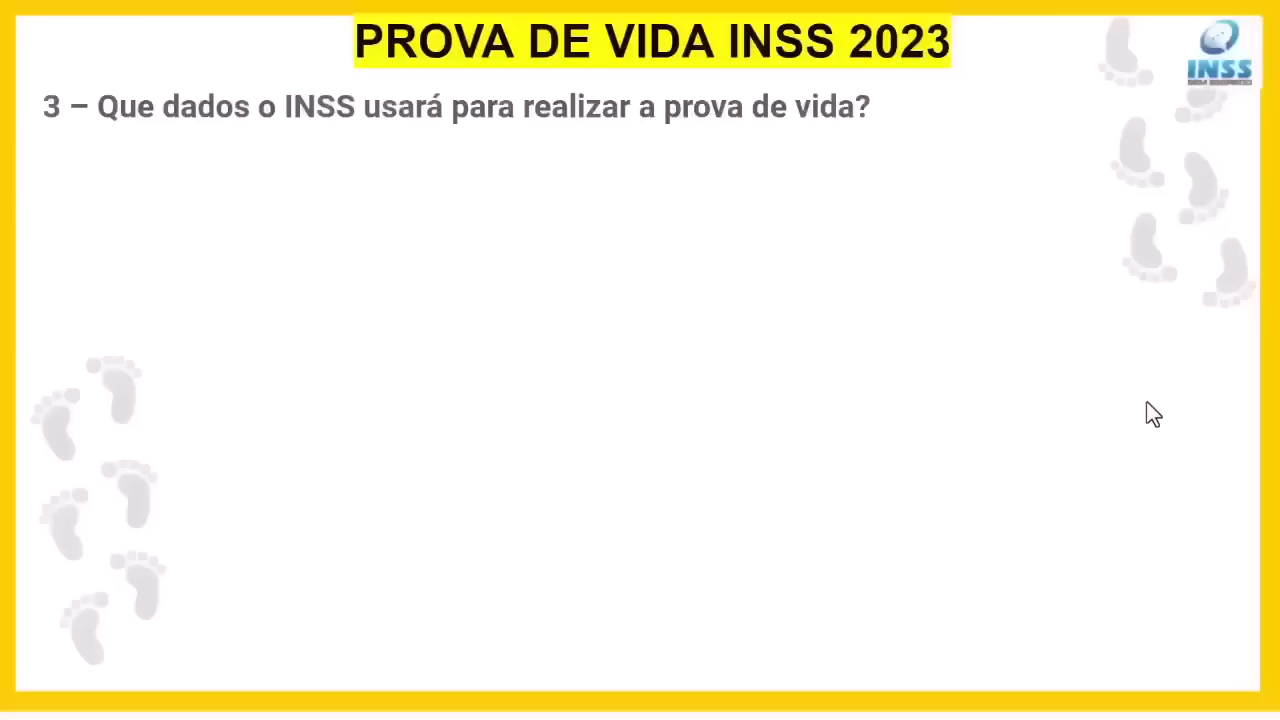 PROVA DE VIDA INSS 2023
INSS
3 – Que dados o INSS usará para realizar a prova de vida?